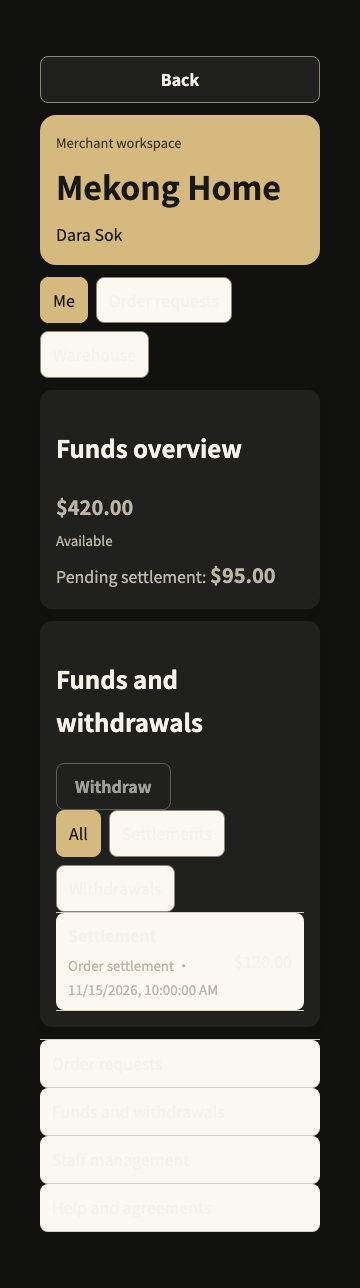 Back
Merchant workspace
Mekong Home
Dara Sok
Me
Order requests
Warehouse
Funds overview
$420.00
Available
Pending settlement: $95.00
Funds and
withdrawals
Withdraw
All
Settlements
Withdrawals
Settlement
Order settlement •
11/15/2026, 10:00:00 AM
$120.00
Order requests
Funds and withdrawals
Staff management
Help and agreements